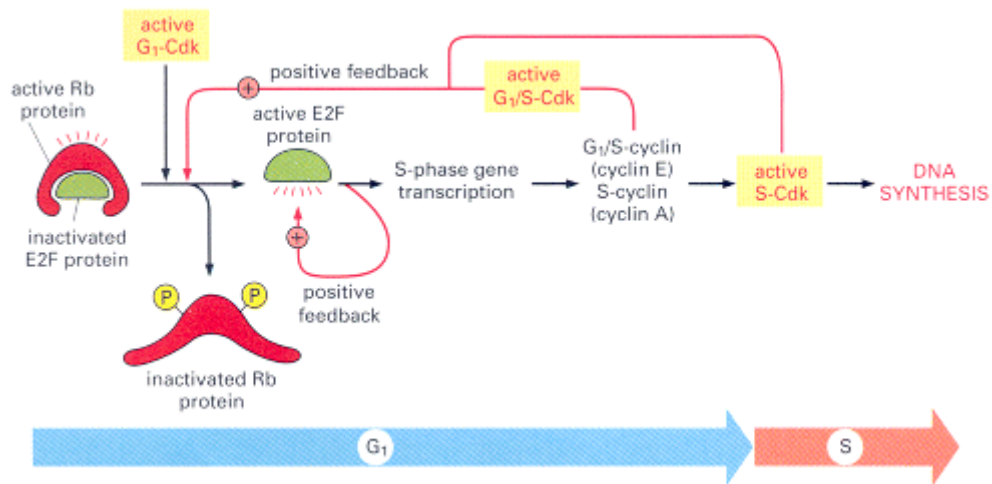 active
G₁-Cdk
positive feedback
+
active
G₁/S-Cdk
active Rb
protein
active E2F
protein
G₁/S-cyclin
(cyclin E)
S-cyclin
(cyclin A)
S-phase gene
transcription
active
S-Cdk
DNA
SYNTHESIS
inactivated
E2F protein
+
positive
feedback
P
P
inactivated Rb
protein
G₁
S